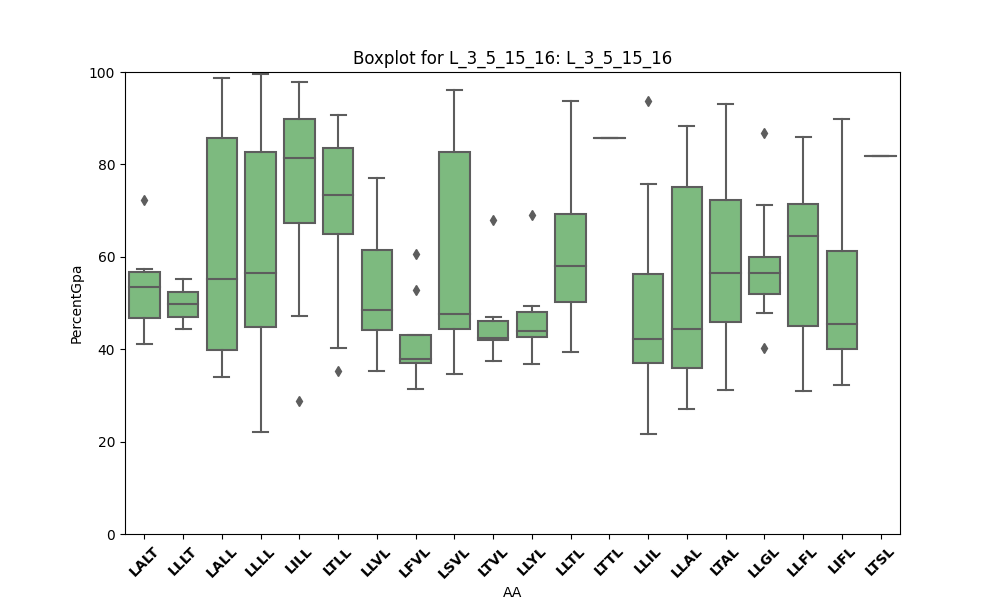 Boxplot for L_3_5_15_16: L_3_5_15_16
100
80
60
40
20
0
PercentGpa
LALT LLLT LALL LLLL LILL LTLL LLVL LFVL LSVL LTVL LLYL LLTL LTTL LLIL LLAL LTAL LLGL LLFL LIFL LTSL
AA